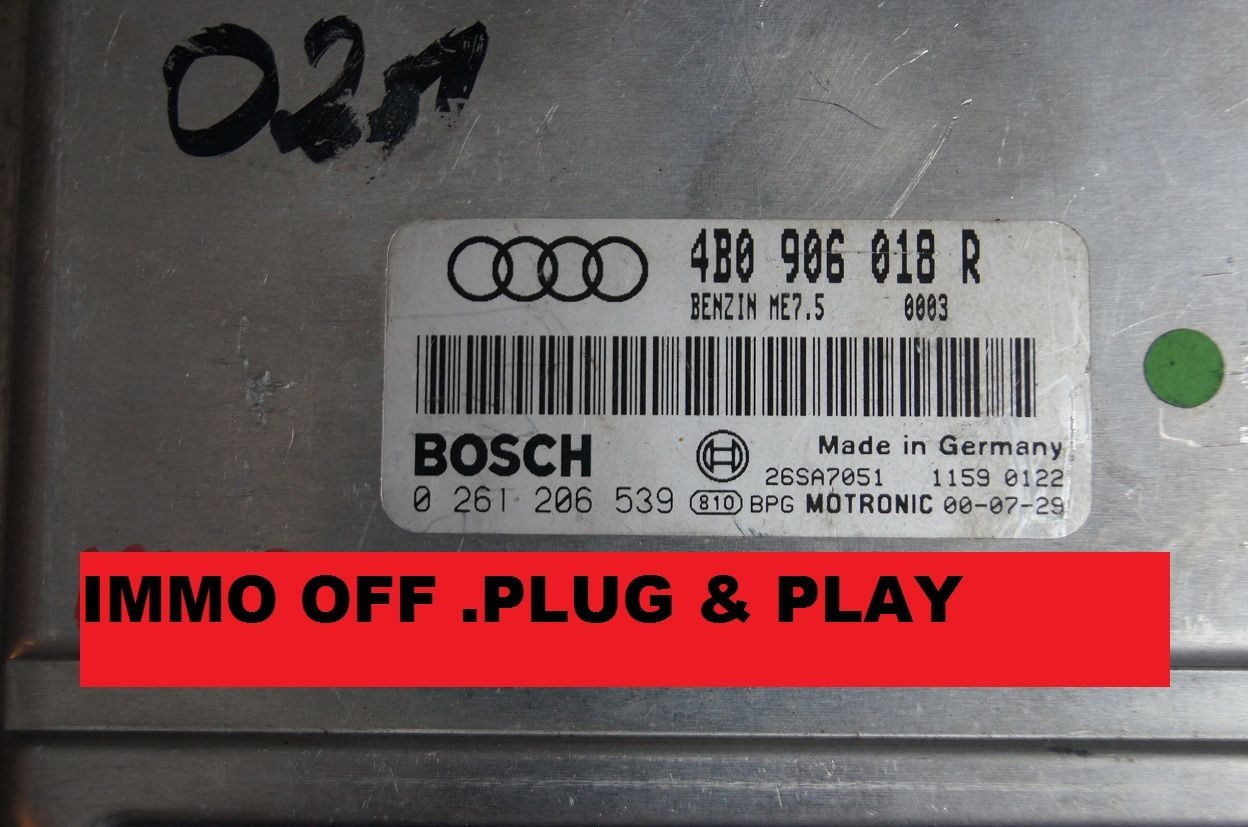 4B0 906 018 R
BENZIN ME7.5 0003
BOSCH
Made in Germany
26SA7051 1159 0122
0 261 206 539 810 BPG MOTRONIC 00-07-29
IMMO OFF .PLUG & PLAY